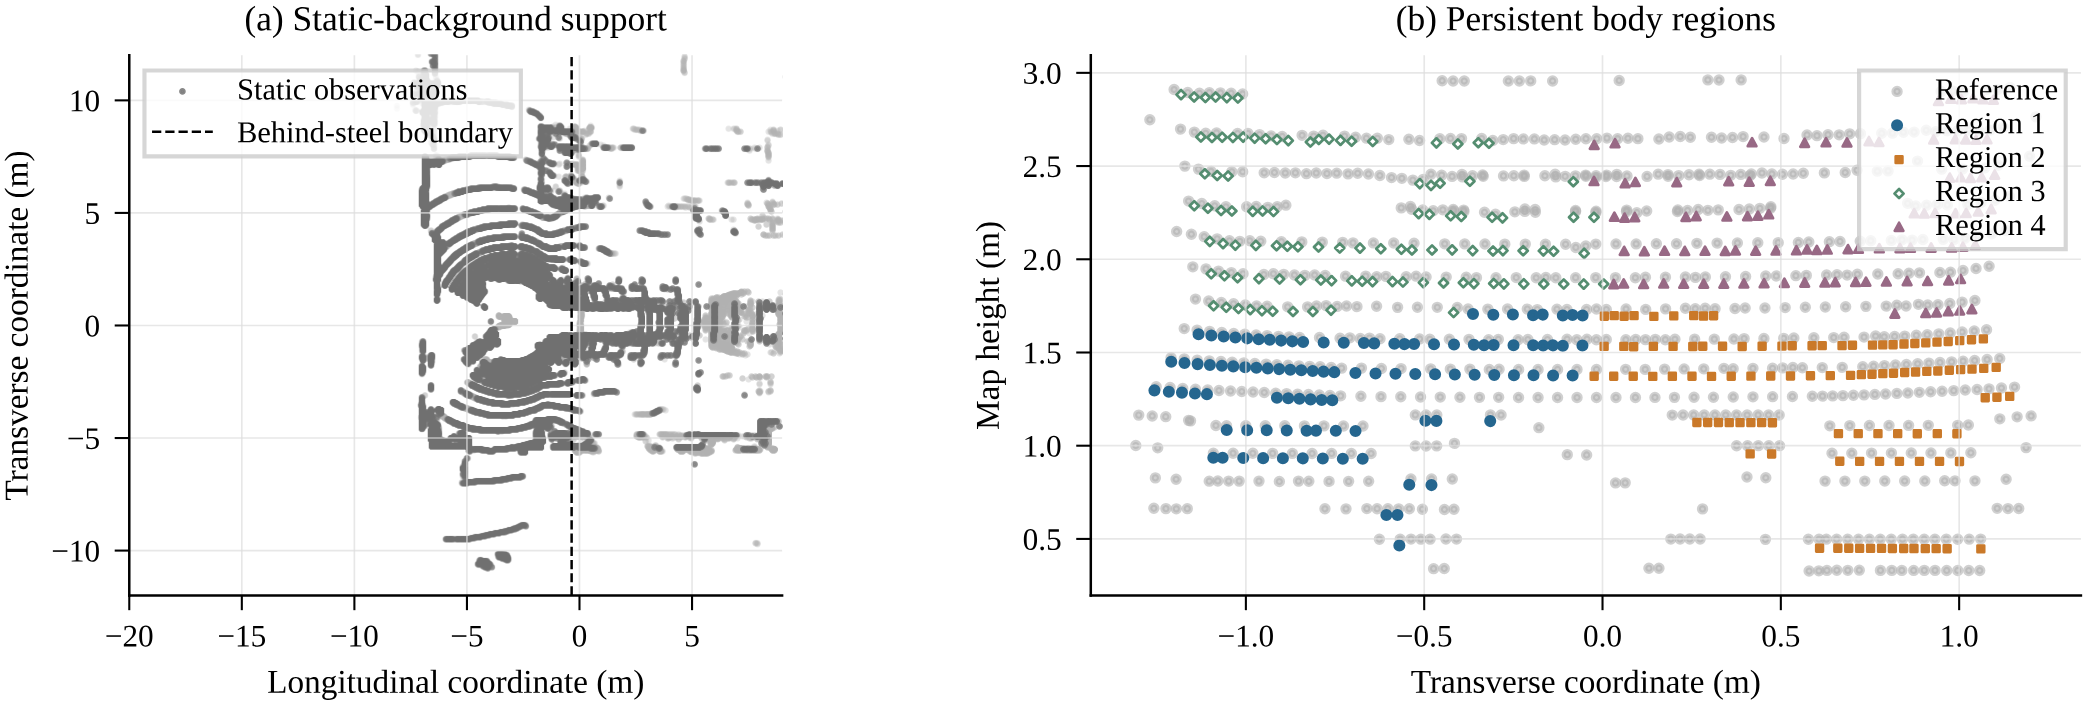 (a) Static-background support
Static observations
Behind-steel boundary
10
5
0
−5
−10
−20
−15
−10
−5
0
5
Transverse coordinate (m)
Longitudinal coordinate (m)
(b) Persistent body regions
Reference
Region 1
Region 2
Region 3
Region 4
3.0
2.5
2.0
1.5
1.0
0.5
−1.0
−0.5
0.0
0.5
1.0
Map height (m)
Transverse coordinate (m)